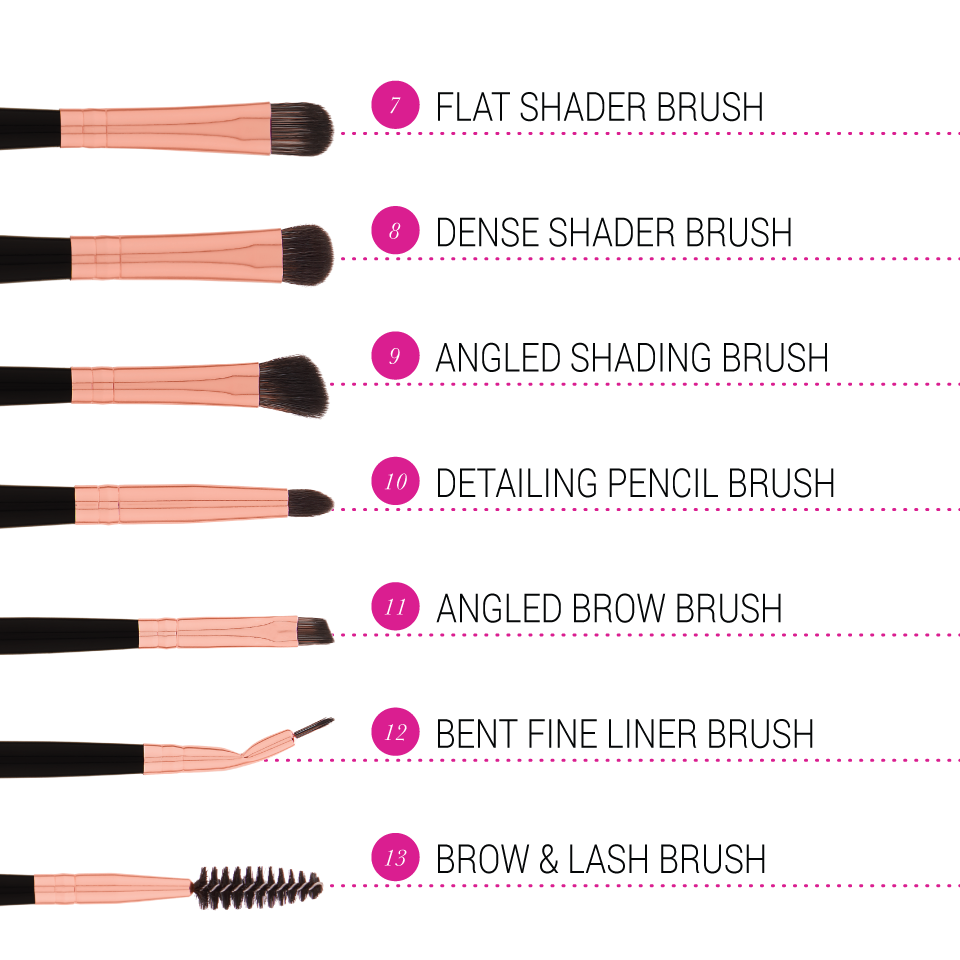 7 FLAT SHADER BRUSH
8 DENSE SHADER BRUSH
9 ANGLED SHADING BRUSH
10 DETAILING PENCIL BRUSH
11 ANGLED BROW BRUSH
12 BENT FINE LINER BRUSH
13 BROW & LASH BRUSH